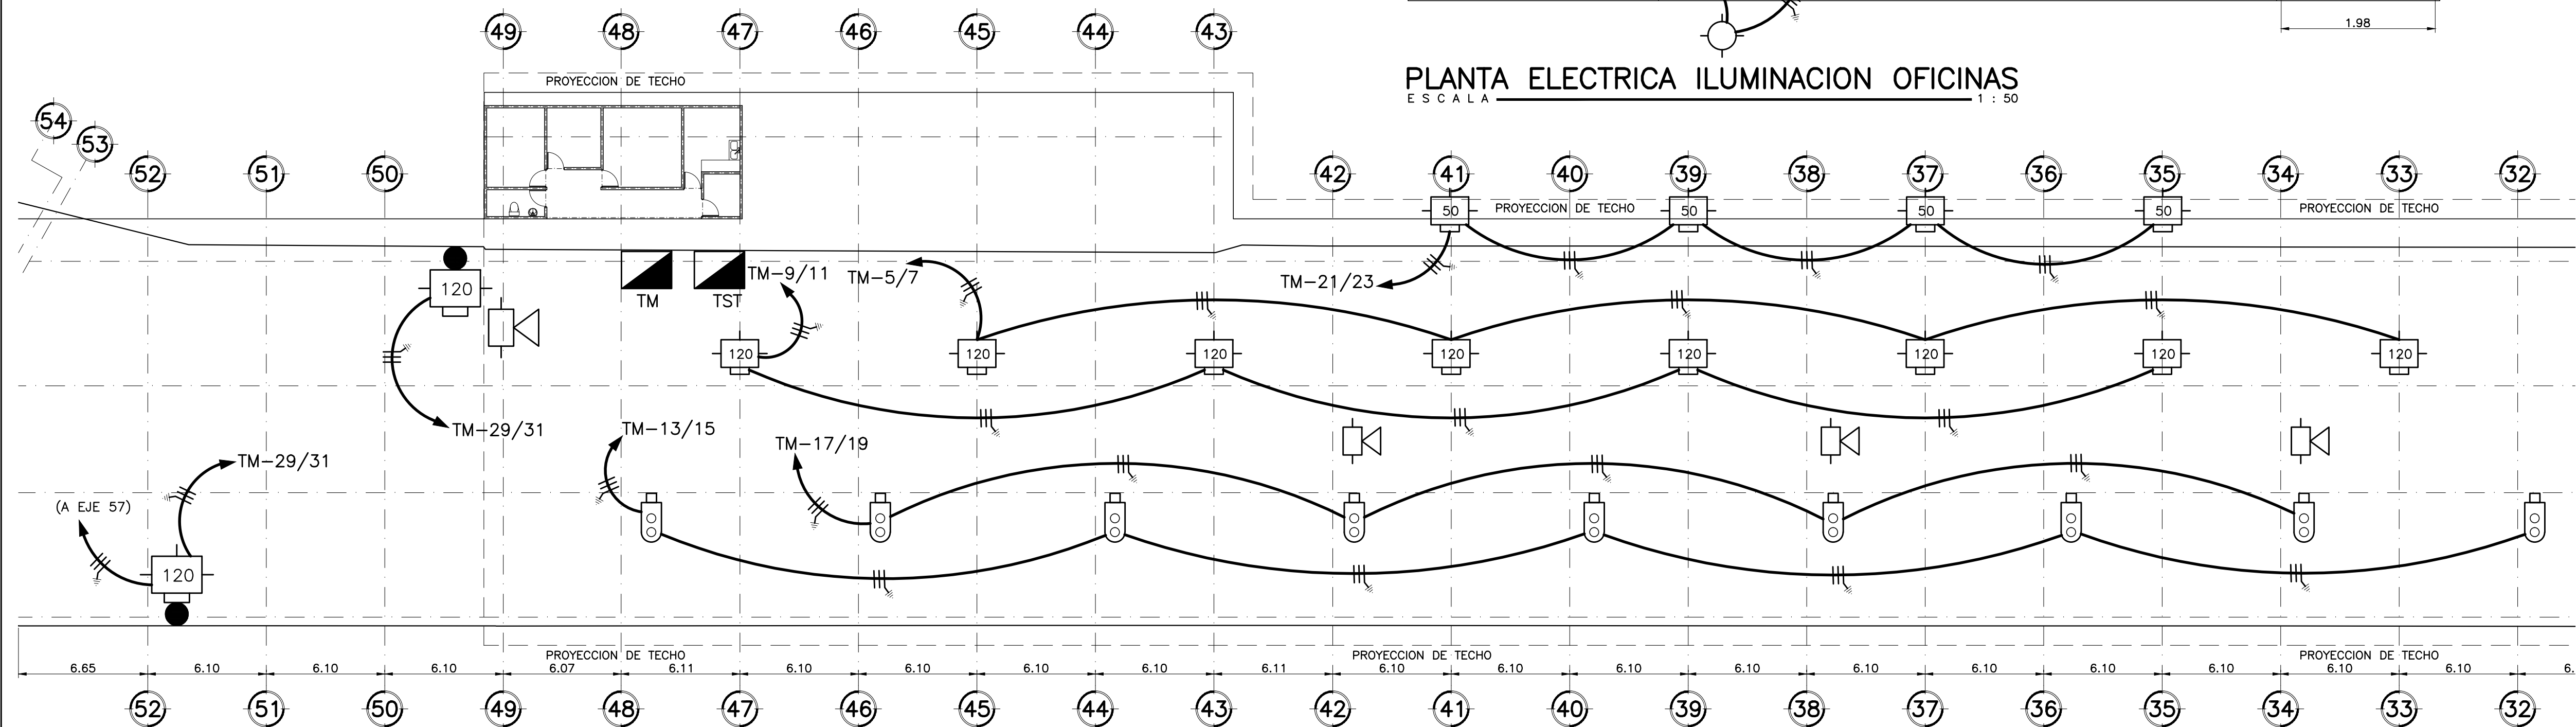 1.98
PLANTA ELECTRICA ILUMINACION OFICINAS
ESCALA 1 : 50
49 48 47 46 45 44 43
PROYECCION DE TECHO
54
53
52 51 50
42 41 40 39 38 37 36 35 34 33 32
50 PROYECCION DE TECHO 50 50 50 PROYECCION DE TECHO
120
TM
TST
TM-9/11
TM-5/7
TM-21/23
120 120 120 120 120 120 120 120
TM-29/31
TM-13/15
TM-17/19
TM-29/31
(A EJE 57)
120
PROYECCION DE TECHO PROYECCION DE TECHO PROYECCION DE TECHO
6.65 6.10 6.10 6.10 6.07 6.11 6.10 6.10 6.10 6.10 6.11 6.10 6.10 6.10 6.10 6.10 6.10 6.10 6.10 6.10 6.10 6.
52 51 50 49 48 47 46 45 44 43 42 41 40 39 38 37 36 35 34 33 32